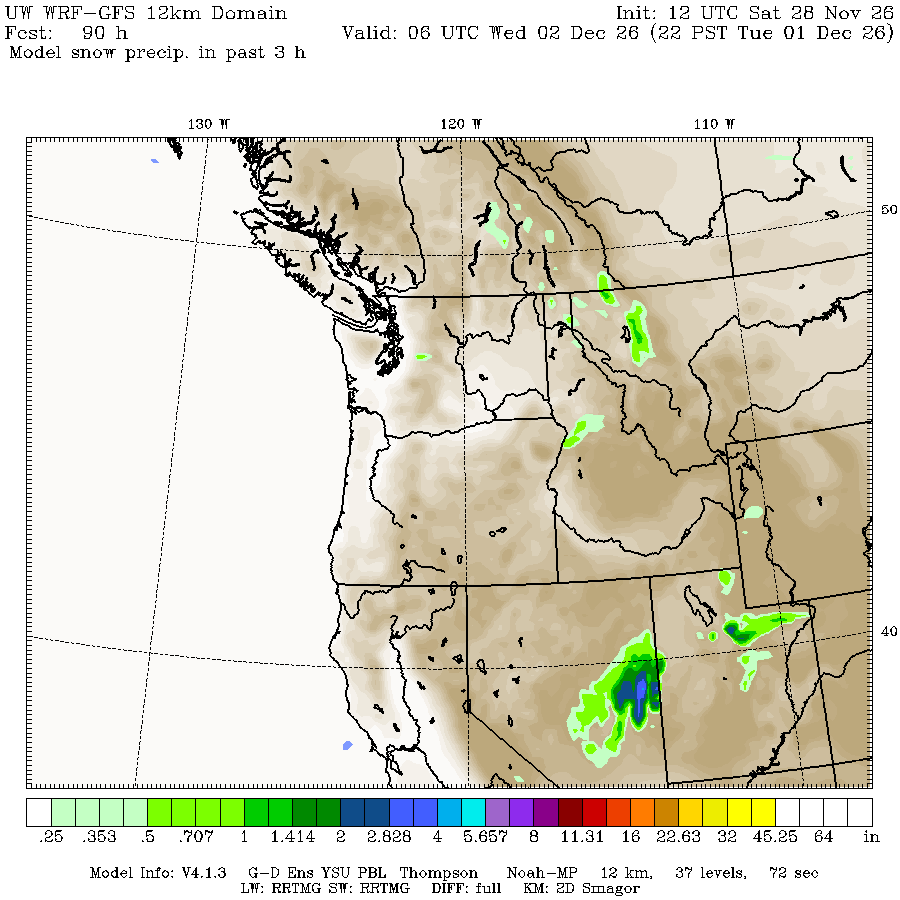 UW WRF-GFS 12km Domain Init: 12 UTC Sat 28 Nov 26
Fcst: 90 h Valid: 06 UTC Wed 02 Dec 26 (22 PST Tue 01 Dec 26)
Model snow precip. in past 3 h
130 W 120 W 110 W
50
40
.25 .353 .5 .707 1 1.414 2 2.828 4 5.657 8 11.31 16 22.63 32 45.25 64 in
Model Info: V4.1.3 G-D Ens YSU PBL Thompson Noah-MP 12 km, 37 levels, 72 sec
LW: RRTMG SW: RRTMG DIFF: full KM: 2D Smagor